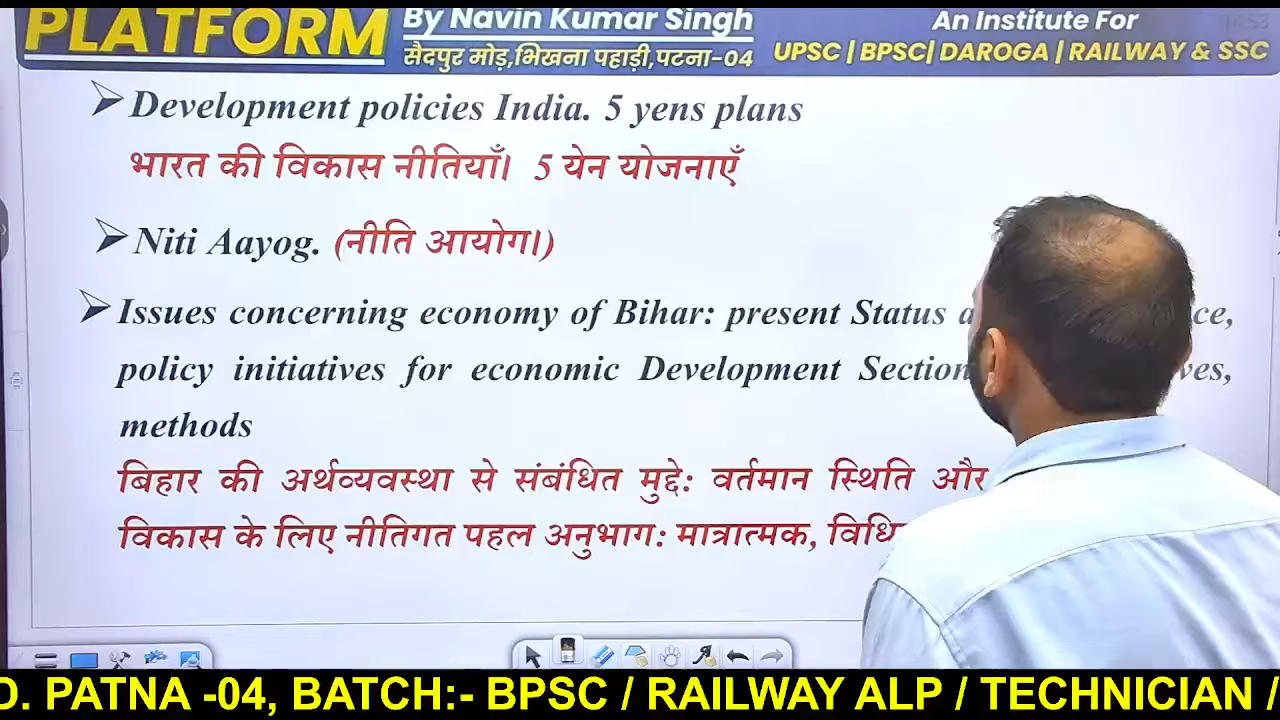 PLATFORM
By Navin Kumar Singh
सैदपुर मोड़,भिखना पहाड़ी,पटना-04
An Institute For
UPSC | BPSC| DAROGA | RAILWAY & SSC
Development policies India. 5 yens plans
भारत की विकास नीतियाँ। 5 येन योजनाएँ
Niti Aayog. (नीति आयोग।)
Issues concerning economy of Bihar: present Status
policy initiatives for economic Development Section
methods
बिहार की अर्थव्यवस्था से संबंधित मुद्दे: वर्तमान स्थिति और
विकास के लिए नीतिगत पहल अनुभाग: मात्रात्मक,
D. PATNA -04, BATCH:- BPSC / RAILWAY ALP / TECHNICIAN /